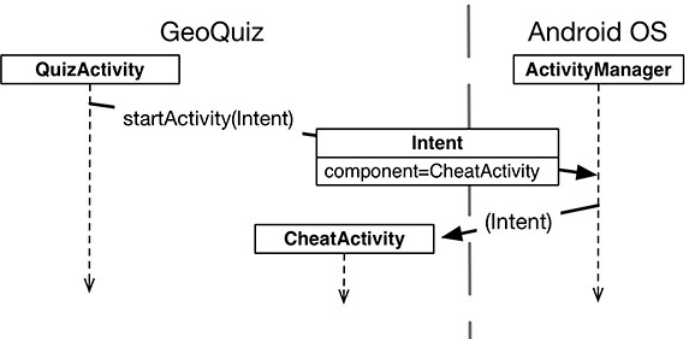 GeoQuiz
Android OS
QuizActivity
ActivityManager
startActivity(Intent)
Intent
component=CheatActivity
(Intent)
CheatActivity